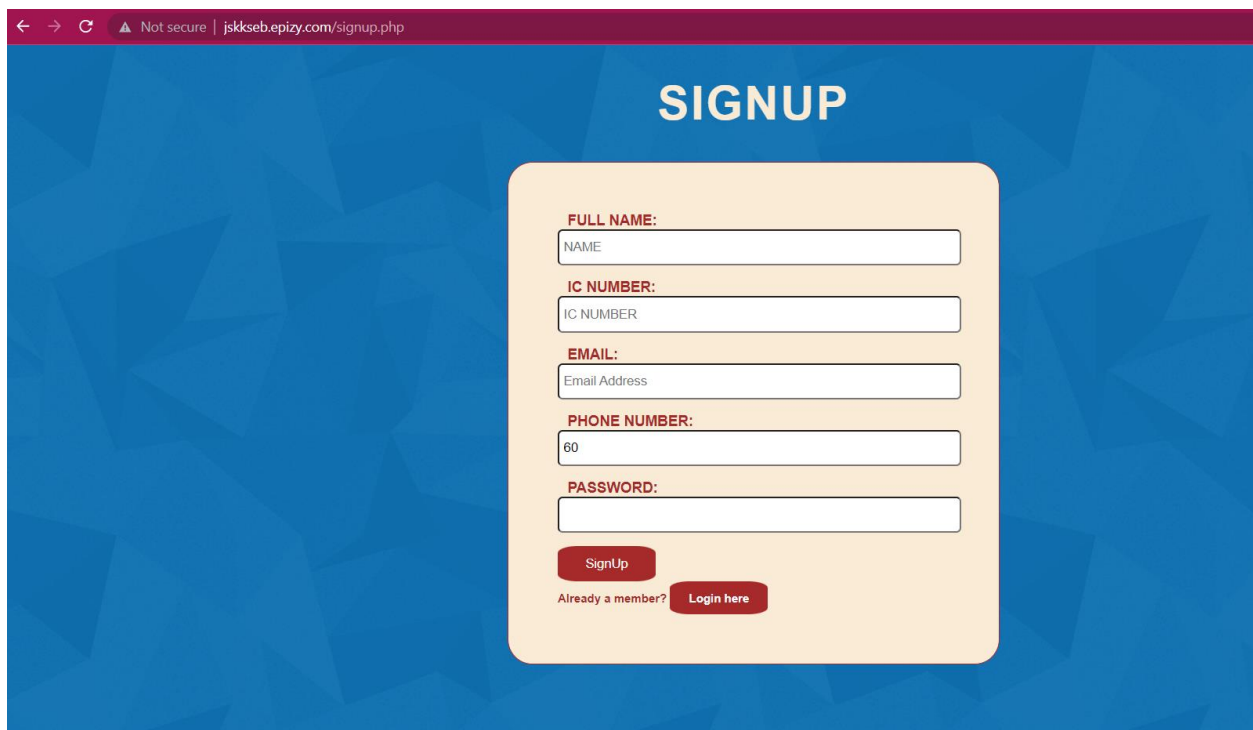 Not secure | jskkseb.epizy.com/signup.php
SIGNUP
FULL NAME:
NAME
IC NUMBER:
IC NUMBER
EMAIL:
Email Address
PHONE NUMBER:
60
PASSWORD:
SignUp
Already a member? Login here